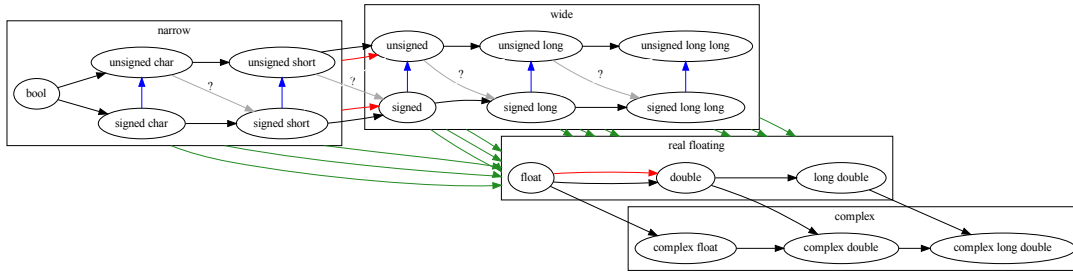 wide
narrow
unsigned
unsigned long
unsigned long long
unsigned char
unsigned short
?
?
?
?
bool
signed
signed long
signed long long
signed char
signed short
real floating
float
double
long double
complex
complex float
complex double
complex long double